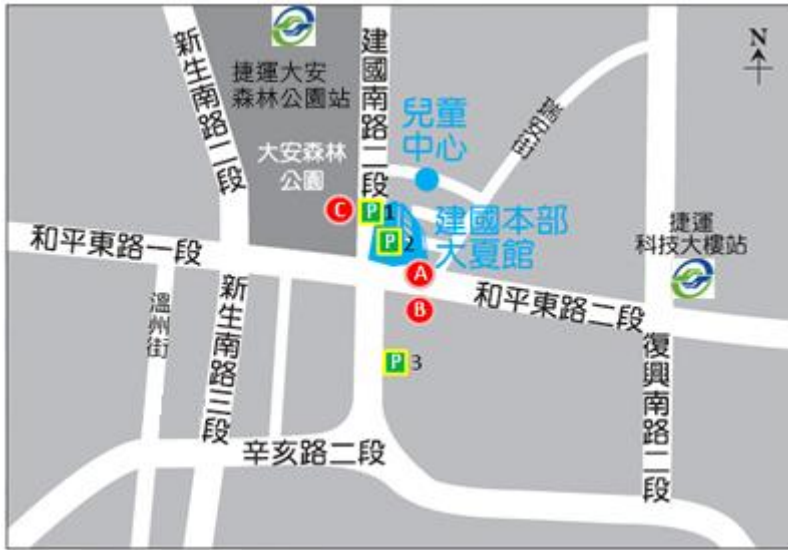 新生南路二段
捷運大安
森林公園站
建國南路二段
N
兒童
中心
瑞安街
大安森林
公園
C
P
1
P
2
建國本部
大夏館
捷運
科技大樓站
和平東路一段
A
B
和平東路二段
溫州街
新生南路三段
P
3
復興南路二段
辛亥路二段